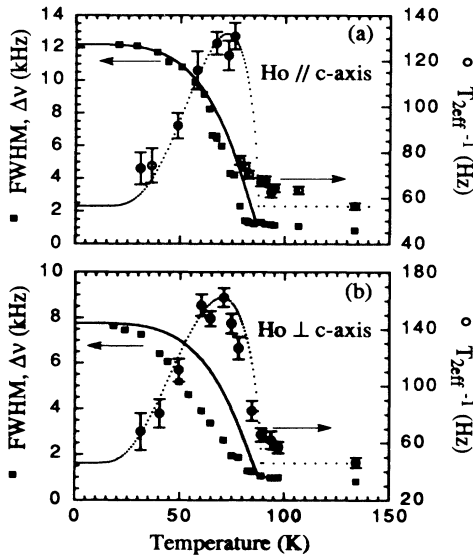 14
12
10
8
6
4
2
0
FWHM, Δν (kHz)
(a)
Ho // c-axis
140
120
100
80
60
40
T2eff⁻¹ (Hz)
10
8
6
4
2
0
FWHM, Δν (kHz)
(b)
Ho ⊥ c-axis
180
140
100
60
20
T2eff⁻¹ (Hz)
0 50 100 150
Temperature (K)